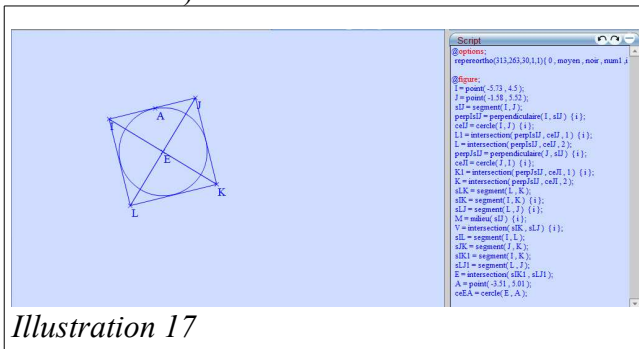 Script
@options;
repereortho(313,263,30,1,1){ 0 , moyen , noir , num1 ,i
@figure;
I = point( -5.73 , 4.5 );
J = point( -1.58 , 5.52 );
sIJ = segment( I , J );
perpIsIJ = perpendiculaire( I , sIJ ) { i };
ceIJ = cercle( I , J ) { i };
L1 = intersection( perpIsIJ , ceIJ , 1 ) { i };
L = intersection( perpIsIJ , ceIJ , 2 );
perpJsIJ = perpendiculaire( J , sIJ ) { i };
ceJI = cercle( J , I ) { i };
K1 = intersection( perpJsIJ , ceJI , 1 ) { i };
K = intersection( perpJsIJ , ceJI , 2 );
sLK = segment( L , K );
sIK = segment( I , K ) { i };
sLJ = segment( L , J ) { i };
M = milieu( sIJ ) { i };
V = intersection( sIK , sLJ ) { i };
sIL = segment( I , L );
sJK = segment( J , K );
sIK1 = segment( I , K );
sLJ1 = segment( L , J );
E = intersection( sIK1 , sLJ1 );
A = point( -3.51 , 5.01 );
ceEA = cercle( E , A );
J
A
I
E
K
L
Illustration 17